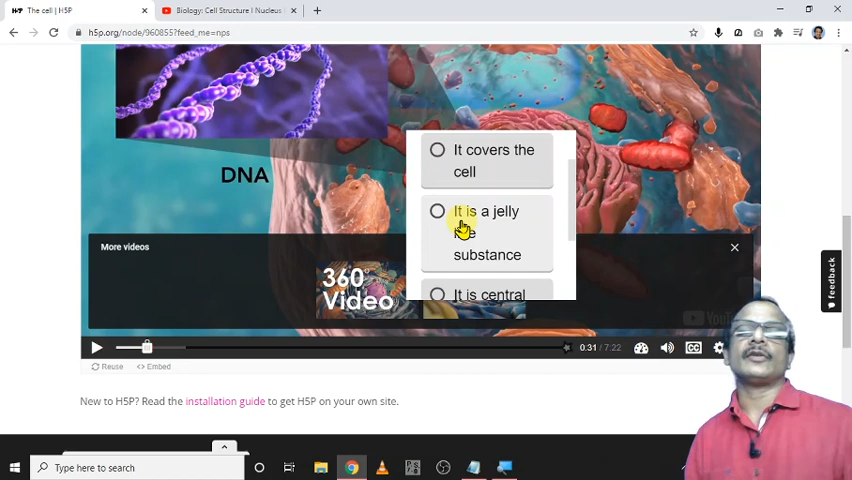 The cell | H5P
Biology: Cell Structure I Nucleus
h5p.org/node/960855?feed_me=nps
DNA
It covers the
cell
It is a jelly
substance
It is central
More videos
360°
Video
YouTube
0:31 / 7:22
CC
Reuse
Embed
New to H5P? Read the installation guide to get H5P on your own site.
feedback
Type here to search